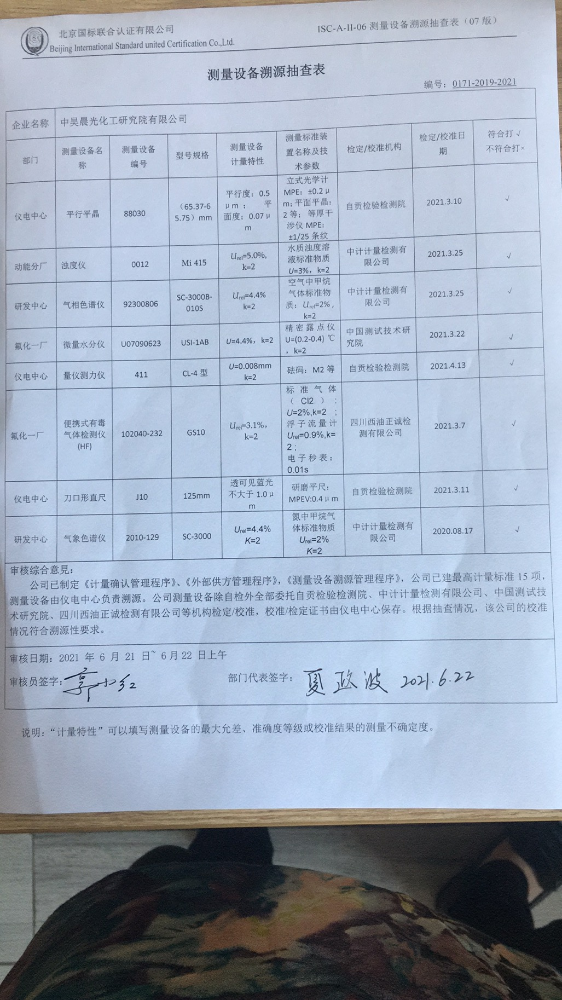 北京国标联合认证有限公司
Beijing International Standard united Certification Co.,Ltd.
ISC-A-II-06 测量设备溯源抽查表（07 版）
测量设备溯源抽查表
编号：0171-2019-2021
企业名称 中昊晨光化工研究院有限公司
部门
测量设备名
称
测量设备
编号
型号规格
测量设备
计量特性
测量标准装
置名称及技
术参数
检定/校准机构
检定/校准日
期
符合打 √
不符合打×
仪电中心
平行平晶
88030
（65.37-6
5.75）mm
平行度：0.5
μm； 平
面度：0.07μ
m
立式光学计
MPE：±0.2μ
m; 平面平晶：
2 等； 等厚干
涉仪 MPE：
±1/25 条纹
自贡检验检测院
2021.3.10
√
动能分厂
浊度仪
0012
Mi 415
Urel=5.0%,
k=2
水质浊度溶
液标准物质
U=3%，k=2
中计计量检测有
限公司
2021.3.25
√
研发中心
气相色谱仪
92300806
SC-3000B-
010S
Urel=4.4%
k=2
空气中甲烷
气体标准物
质：Urel=2%，
k=2
中计计量检测有
限公司
2021.3.25
√
氟化一厂
微量水分仪
U07090623
USI-1AB
U=4.4%，k=2
精密露点仪
U=(0.2-0.4) ℃
，k=2
中国测试技术研
究院
2021.3.22
√
仪电中心
量仪测力仪
411
CL-4 型
U=0.008mm
k=2
砝码：M2 等
自贡检验检测院
2021.4.13
√
氟化一厂
便携式有毒
气体检测仪
(HF)
102040-232
GS10
Urel=3.1%，
k=2
标准气体
（Cl2）：
U=2%,k=2；
浮子流量计
Urel=0.9%,k=
2；
电子秒表：
0.01s
四川西油正诚检
测有限公司
2021.3.7
√
仪电中心
刀口形直尺
J10
125mm
透可见蓝光
不大于 1.0μ
m
研磨平尺：
MPEV:0.4μm
自贡检验检测院
2021.3.11
√
研发中心
气象色谱仪
2010-129
SC-3000
Urel=4.4%
K=2
氮中甲烷气
体标准物质
Urel=2%
K=2
中计计量检测有
限公司
2020.08.17
√
审核综合意见：
公司已制定《计量确认管理程序》、《外部供方管理程序》，《测量设备溯源管理程序》，公司已建最高计量标准 15 项，
测量设备由仪电中心负责溯源。公司测量设备除自检外全部委托自贡检验检测院、中计计量检测有限公司、中国测试技
术研究院、四川西油正诚检测有限公司等机构检定/校准，校准/检定证书由仪电中心保存。根据抽查情况，该公司的校准
情况符合溯源性要求。
审核日期：2021 年 6 月 21 日~ 6 月 22 日上午
审核员签字：郭小红
部门代表签字：夏政波 2021.6.22
说明：“计量特性”可以填写测量设备的最大允差、准确度等级或校准结果的测量不确定度。